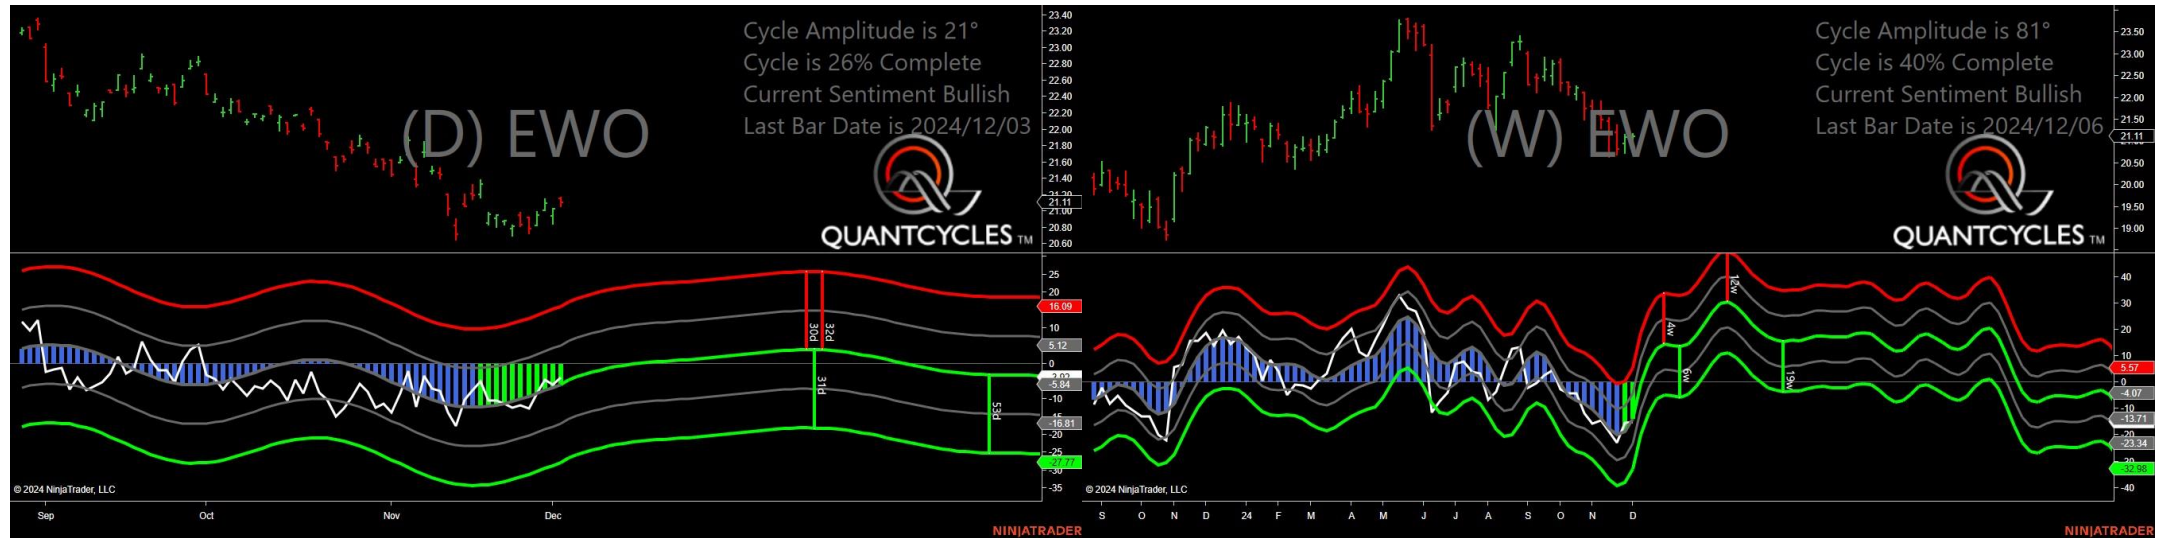 Cycle Amplitude is 21°
Cycle is 26% Complete
Current Sentiment Bullish
Last Bar Date is 2024/12/03
(D) EWO
QUANTCYCLES TM
23.40
23.20
23.00
22.80
22.60
22.40
22.20
22.00
21.80
21.60
21.40
21.20
21.11
21.00
20.80
20.60
30d
32d
31d
53d
25
20
16.09
10
5.12
0
-5.84
-10
-15
-16.81
-20
-25
-27.77
-30
-35
© 2024 NinjaTrader, LLC
Sep Oct Nov Dec
NINJATRADER
Cycle Amplitude is 81°
Cycle is 40% Complete
Current Sentiment Bullish
Last Bar Date is 2024/12/06
(W) EWO
QUANTCYCLES TM
23.50
23.00
22.50
22.00
21.50
21.11
20.50
20.00
19.50
19.00
4w
6w
12w
19w
40
30
20
10
5.57
0
-4.07
-10
-13.71
-20
-23.34
-32.98
-40
© 2024 NinjaTrader, LLC
S O N D 24 F M A M J J A S O N D
NINJATRADER